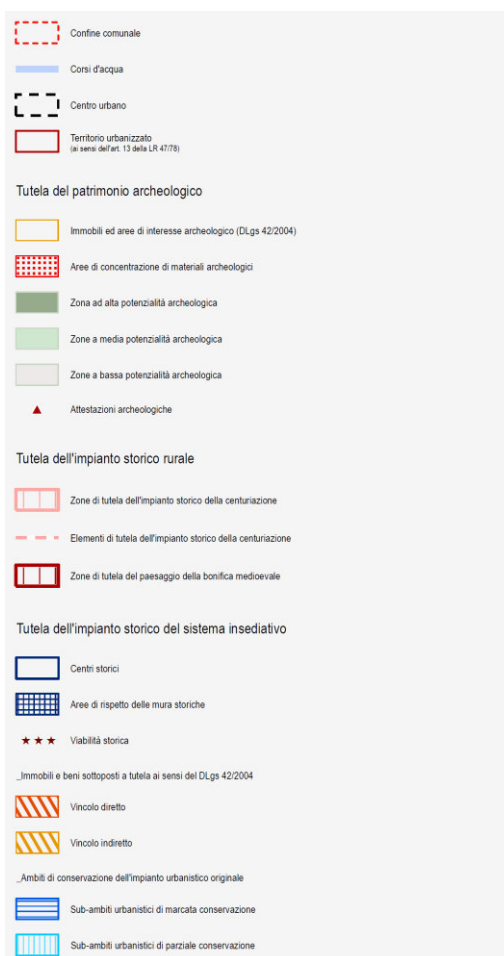 Confine comunale
Corsi d'acqua
Centro urbano
Territorio urbanizzato
(ai sensi dell'art. 13 della LR 47/78)
Tutela del patrimonio archeologico
Immobili ed aree di interesse archeologico (DLgs 42/2004)
Aree di concentrazione di materiali archeologici
Zona ad alta potenzialità archeologica
Zone a media potenzialità archeologica
Zone a bassa potenzialità archeologica
Attestazioni archeologiche
Tutela dell'impianto storico rurale
Zone di tutela dell'impianto storico della centuriazione
Elementi di tutela dell'impianto storico della centuriazione
Zone di tutela del paesaggio della bonifica medioevale
Tutela dell'impianto storico del sistema insediativo
Centri storici
Aree di rispetto delle mura storiche
Viabilità storica
_Immobili e beni sottoposti a tutela ai sensi del DLgs 42/2004
Vincolo diretto
Vincolo indiretto
_Ambiti di conservazione dell'impianto urbanistico originale
Sub-ambiti urbanistici di marcata conservazione
Sub-ambiti urbanistici di parziale conservazione